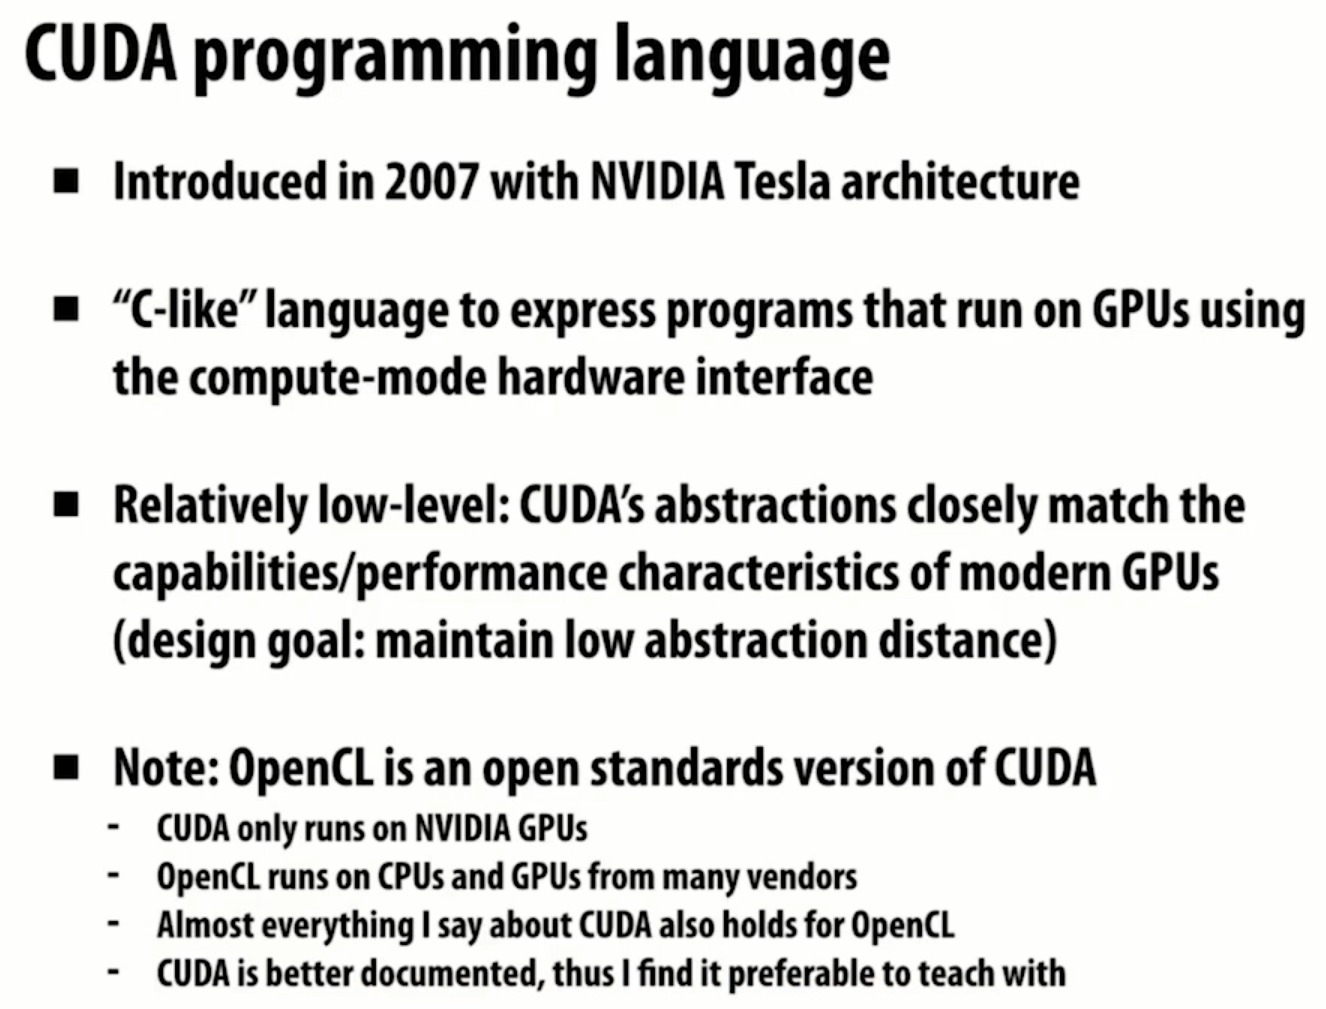 CUDA programming language
■ Introduced in 2007 with NVIDIA Tesla architecture
■ “C-like” language to express programs that run on GPUs using
the compute-mode hardware interface
■ Relatively low-level: CUDA’s abstractions closely match the
capabilities/performance characteristics of modern GPUs
(design goal: maintain low abstraction distance)
■ Note: OpenCL is an open standards version of CUDA
- CUDA only runs on NVIDIA GPUs
- OpenCL runs on CPUs and GPUs from many vendors
- Almost everything I say about CUDA also holds for OpenCL
- CUDA is better documented, thus I find it preferable to teach with